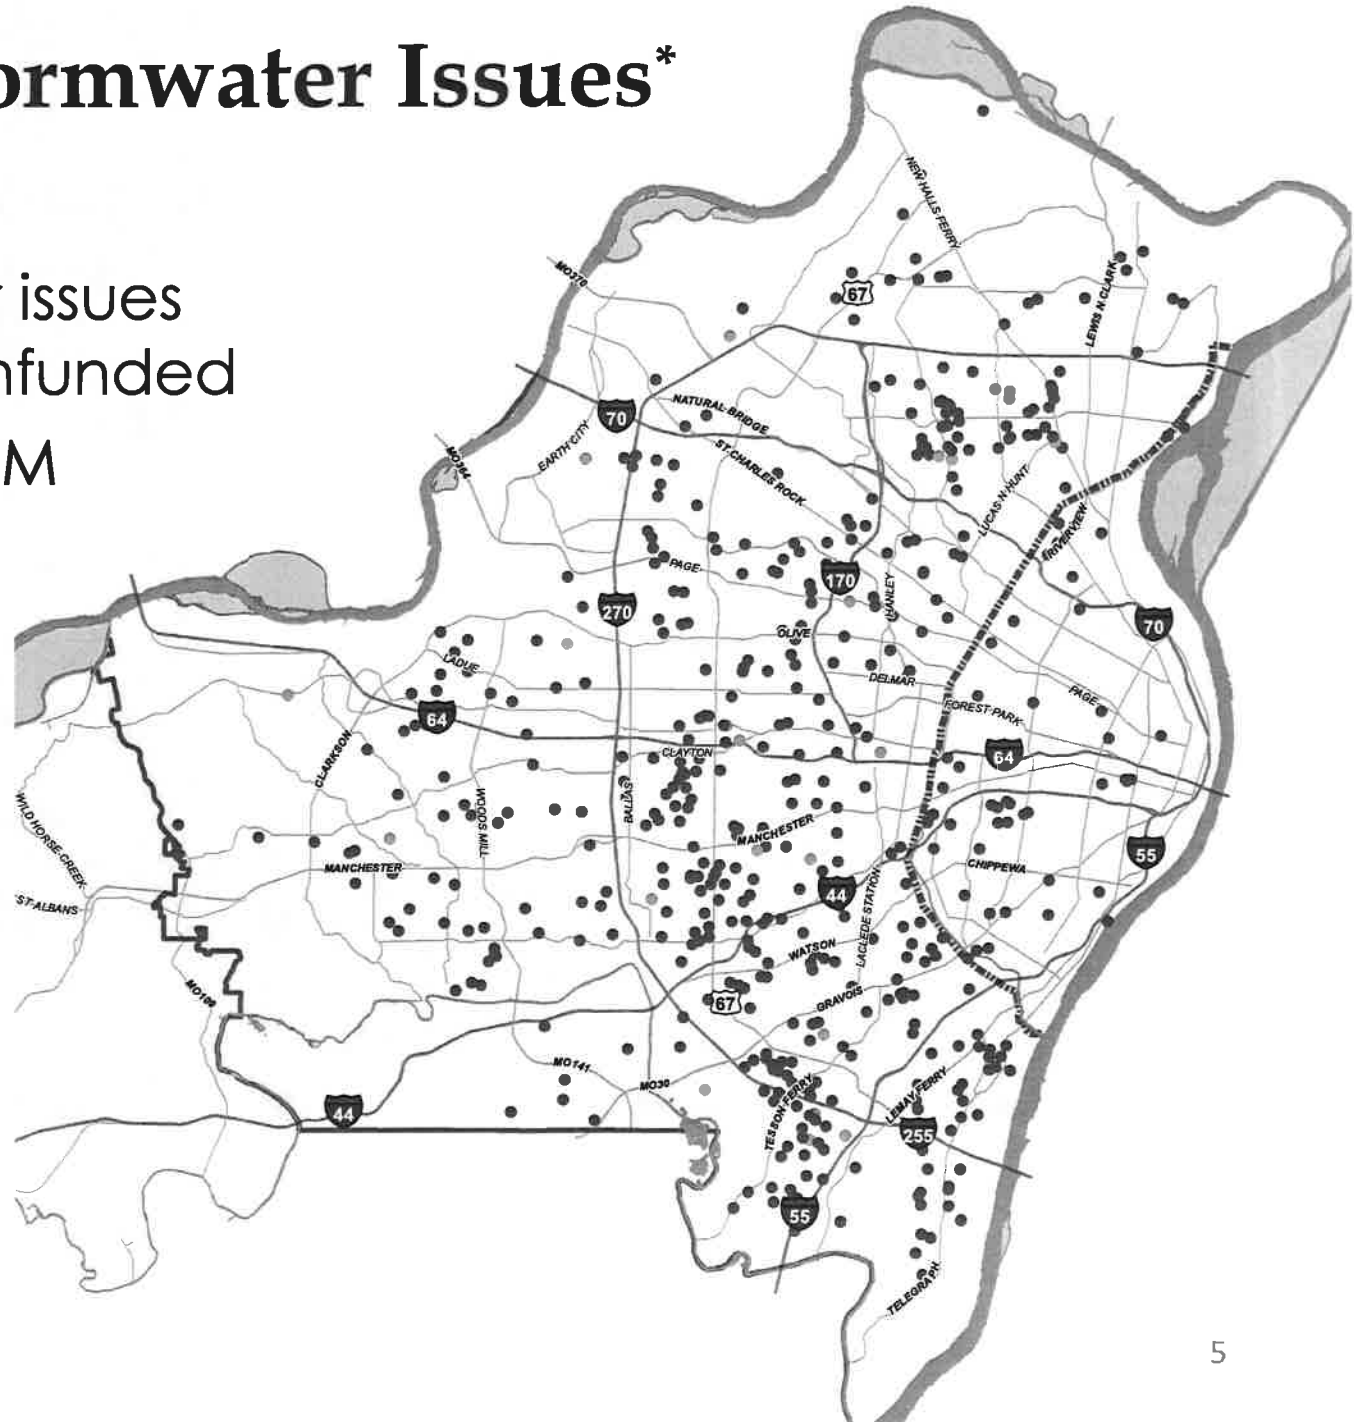 ormwater Issues*
r issues
nfunded
M
NEW HALLS FERRY
MO370
67
LEWIS N CLARK
70
NATURAL BRIDGE
EARTH CITY
ST CHARLES ROCK
MO364
LUCAS N HUNT
RIVERVIEW
PAGE
170
HANLEY
270
70
OLIVE
LADUE
DELMAR
PAGE
64
FOREST PARK
CLARKSON
CLAYTON
64
WILD HORSE CREEK
WOODS MILL
BALLAS
MANCHESTER
55
MANCHESTER
CHIPPEWA
44
ST ALBANS
LACLEDE STATION
WATSON
MO109
67
GRAVOIS
MO141
MO30
TESSON FERRY
LEMAY FERRY
44
255
55
TELEGRAPH
5